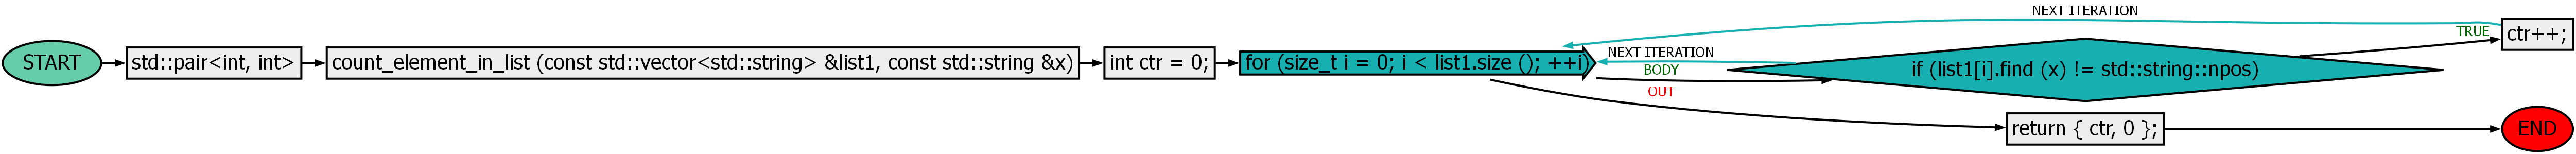 START
std::pair<int, int>
count_element_in_list (const std::vector<std::string> &list1, const std::string &x)
int ctr = 0;
for (size_t i = 0; i < list1.size (); ++i)
NEXT ITERATION
NEXT ITERATION
BODY
OUT
if (list1[i].find (x) != std::string::npos)
TRUE
ctr++;
return { ctr, 0 };
END